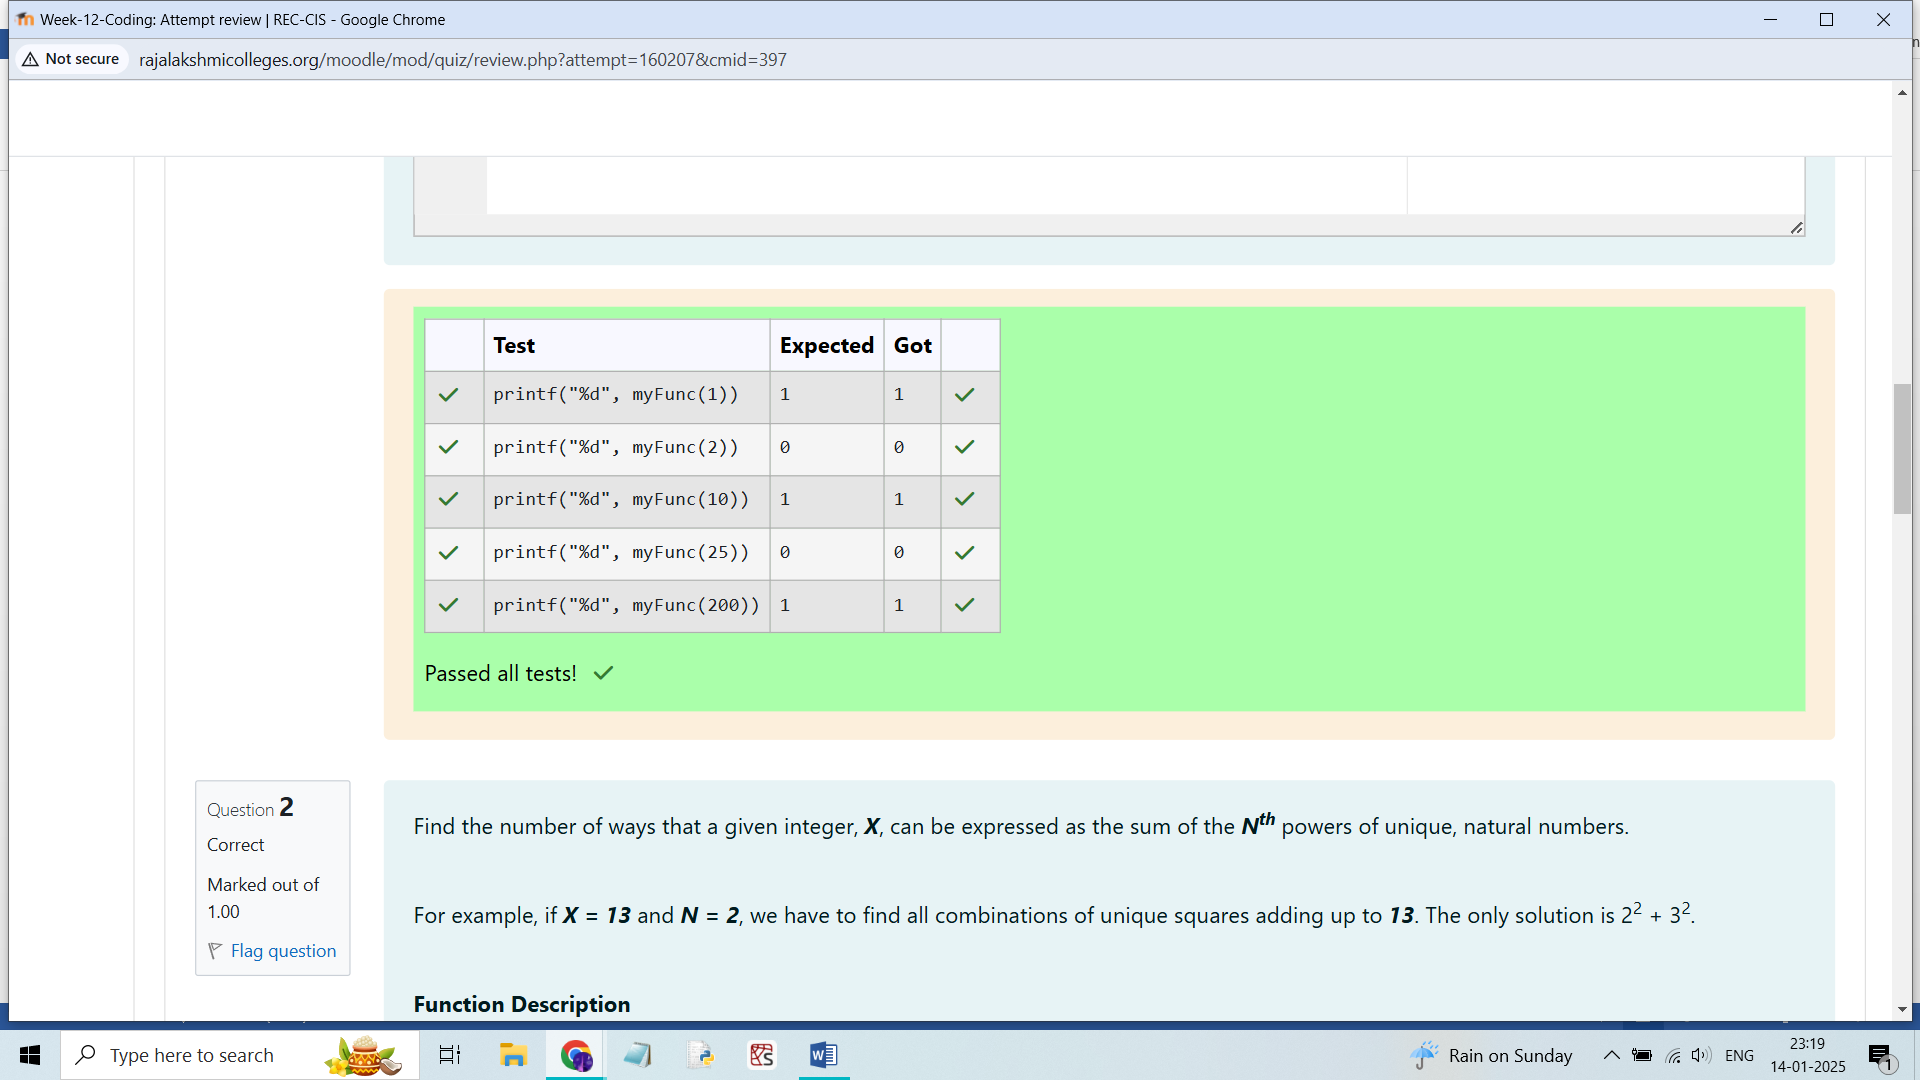 Week-12-Coding: Attempt review | REC-CIS - Google Chrome
Not secure rajalakshmicolleges.org/moodle/mod/quiz/review.php?attempt=160207&cmid=397
Test Expected Got
printf("%d", myFunc(1)) 1 1
printf("%d", myFunc(2)) 0 0
printf("%d", myFunc(10)) 1 1
printf("%d", myFunc(25)) 0 0
printf("%d", myFunc(200)) 1 1
Passed all tests!
Question 2
Correct
Marked out of
1.00
Flag question
Find the number of ways that a given integer, X, can be expressed as the sum of the Nth powers of unique, natural numbers.
For example, if X = 13 and N = 2, we have to find all combinations of unique squares adding up to 13. The only solution is 2² + 3².
Function Description
Type here to search
Rain on Sunday
ENG
23:19
14-01-2025
1